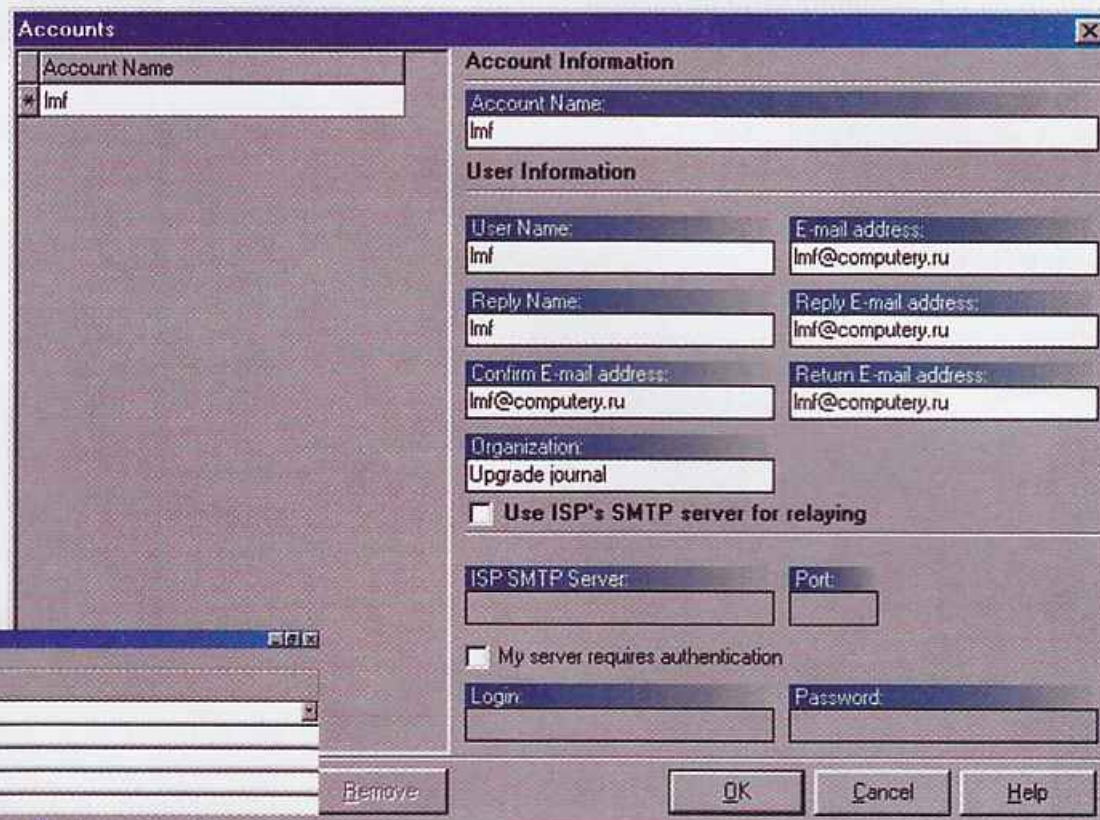 Accounts
Account Name
lmf
Account Information
Account Name:
lmf
User Information
User Name:
lmf
E-mail address:
lmf@computery.ru
Reply Name:
lmf
Reply E-mail address:
lmf@computery.ru
Confirm E-mail address:
lmf@computery.ru
Return E-mail address:
lmf@computery.ru
Organization:
Upgrade journal
Use ISP's SMTP server for relaying
ISP SMTP Server:
Port:
My server requires authentication
Login:
Password:
Remove
OK
Cancel
Help